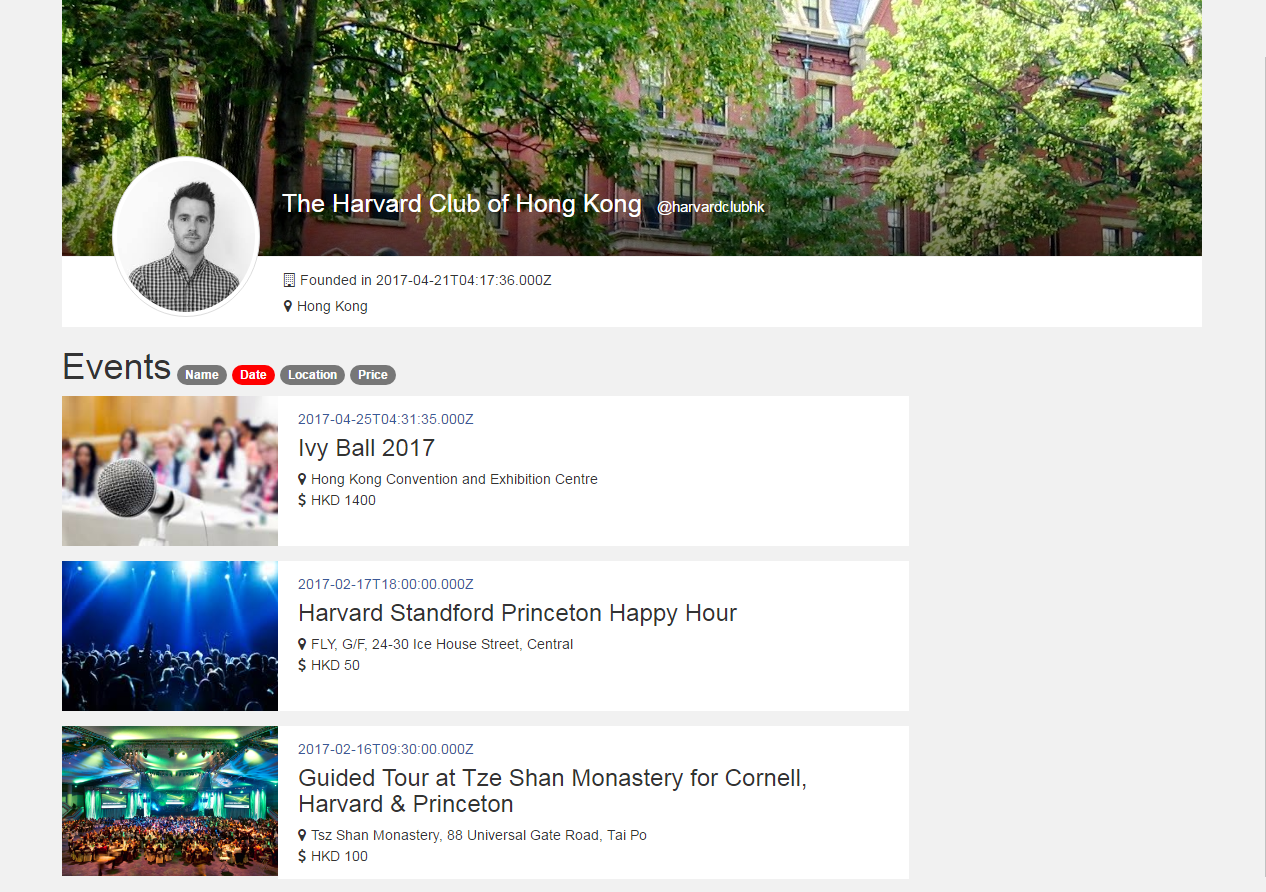 The Harvard Club of Hong Kong @harvardclubhk
Founded in 2017-04-21T04:17:36.000Z
Hong Kong
Events Name Date Location Price
2017-04-25T04:31:35.000Z
Ivy Ball 2017
Hong Kong Convention and Exhibition Centre
$ HKD 1400
2017-02-17T18:00:00.000Z
Harvard Standford Princeton Happy Hour
FLY, G/F, 24-30 Ice House Street, Central
$ HKD 50
2017-02-16T09:30:00.000Z
Guided Tour at Tze Shan Monastery for Cornell,
Harvard & Princeton
Tsz Shan Monastery, 88 Universal Gate Road, Tai Po
$ HKD 100